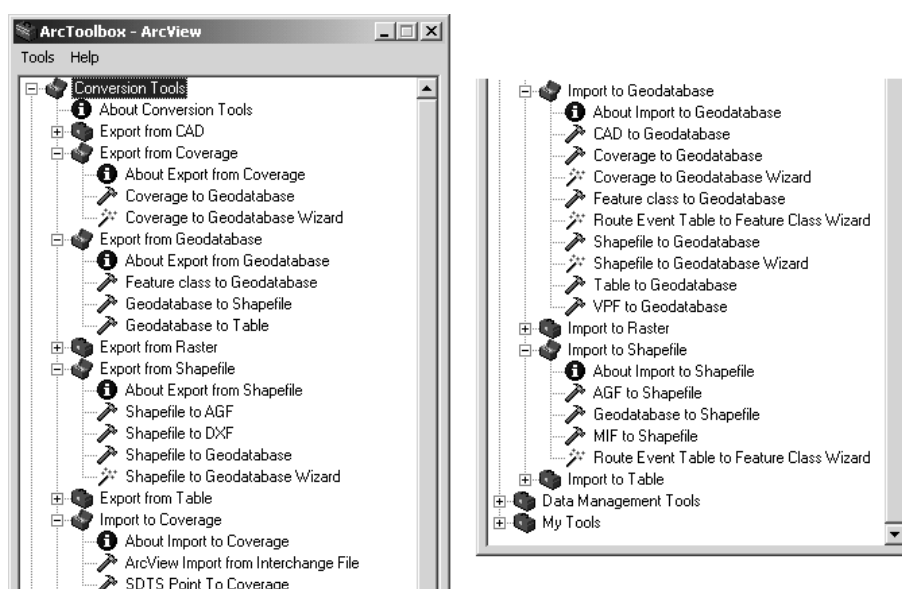 ArcToolbox - ArcView
Tools Help
Conversion Tools
About Conversion Tools
Export from CAD
Export from Coverage
About Export from Coverage
Coverage to Geodatabase
Coverage to Geodatabase Wizard
Export from Geodatabase
About Export from Geodatabase
Feature class to Geodatabase
Geodatabase to Shapefile
Geodatabase to Table
Export from Raster
Export from Shapefile
About Export from Shapefile
Shapefile to AGF
Shapefile to DXF
Shapefile to Geodatabase
Shapefile to Geodatabase Wizard
Export from Table
Import to Coverage
About Import to Coverage
ArcView Import from Interchange File
SDTS Point To Coverage
Import to Geodatabase
About Import to Geodatabase
CAD to Geodatabase
Coverage to Geodatabase
Coverage to Geodatabase Wizard
Feature class to Geodatabase
Route Event Table to Feature Class Wizard
Shapefile to Geodatabase
Shapefile to Geodatabase Wizard
Table to Geodatabase
VPF to Geodatabase
Import to Raster
Import to Shapefile
About Import to Shapefile
AGF to Shapefile
Geodatabase to Shapefile
MIF to Shapefile
Route Event Table to Feature Class Wizard
Import to Table
Data Management Tools
My Tools